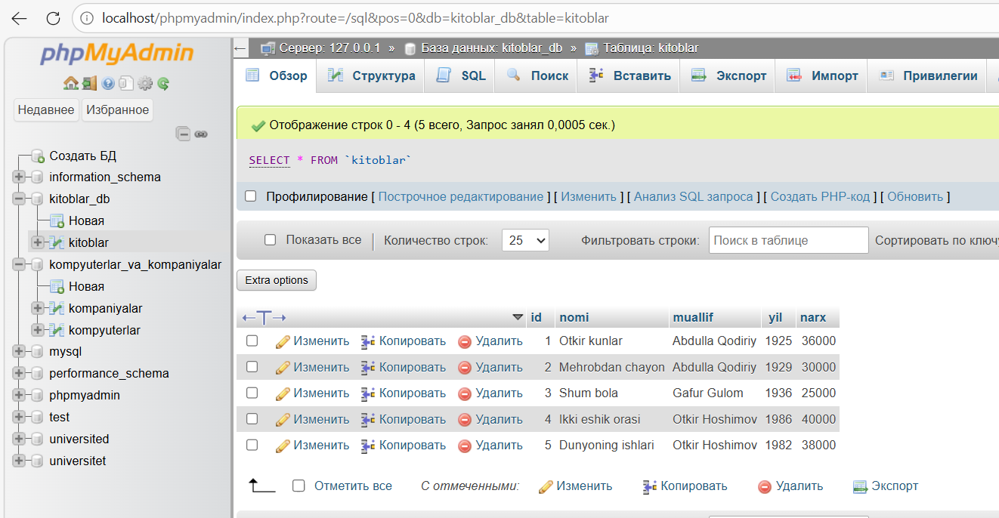 localhost/phpmyadmin/index.php?route=/sql&pos=0&db=kitoblar_db&table=kitoblar
phpMyAdmin
Недавнее Избранное
Создать БД
information_schema
kitoblar_db
Новая
kitoblar
kompyuterlar_va_kompaniyalar
Новая
kompaniyalar
kompyuterlar
mysql
performance_schema
phpmyadmin
test
universited
universitet
Сервер: 127.0.0.1 » База данных: kitoblar_db » Таблица: kitoblar
Обзор Структура SQL Поиск Вставить Экспорт Импорт Привилегии
Отображение строк 0 - 4 (5 всего, Запрос занял 0,0005 сек.)
SELECT * FROM `kitoblar`
Профилирование [ Построчное редактирование ] [ Изменить ] [ Анализ SQL запроса ] [ Создать PHP-код ] [ Обновить ]
Показать все Количество строк: 25 Фильтровать строки: Поиск в таблице Сортировать по ключу
Extra options
←T→ id nomi muallif yil narx
Изменить Копировать Удалить 1 Otkir kunlar Abdulla Qodiriy 1925 36000
Изменить Копировать Удалить 2 Mehrobdan chayon Abdulla Qodiriy 1929 30000
Изменить Копировать Удалить 3 Shum bola Gafur Gulom 1936 25000
Изменить Копировать Удалить 4 Ikki eshik orasi Otkir Hoshimov 1986 40000
Изменить Копировать Удалить 5 Dunyoning ishlari Otkir Hoshimov 1982 38000
Отметить все С отмеченными: Изменить Копировать Удалить Экспорт